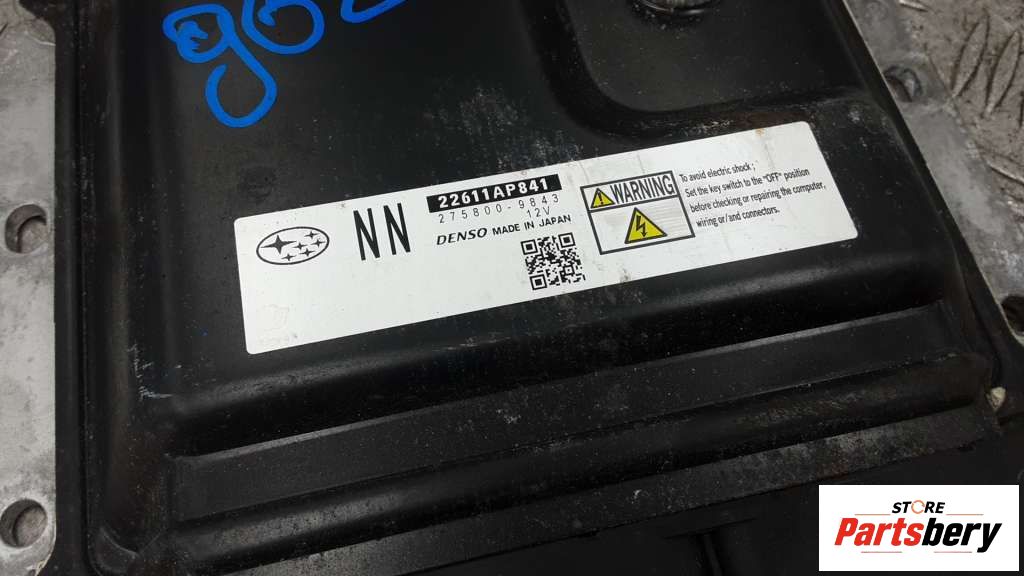 NN
22611AP841
275800-9843
12V
DENSO MADE IN JAPAN
WARNING
To avoid electric shock;
Set the key switch to the "OFF" position
before checking or repairing the computer,
wiring or/and connectors.
STORE
Partsbery